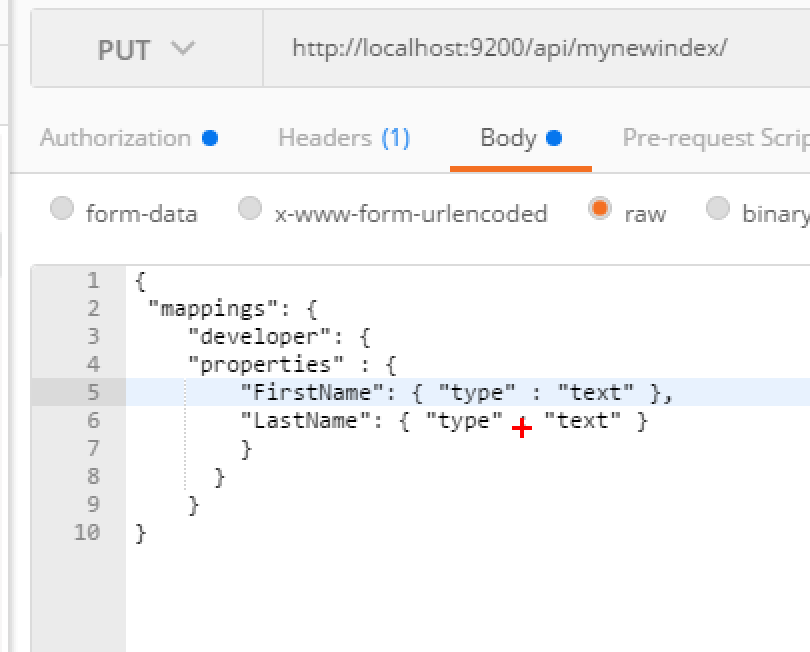 PUT http://localhost:9200/api/mynewindex/
Authorization Headers (1) Body Pre-request Scrip
form-data x-www-form-urlencoded raw binary
1 {
2 "mappings": {
3 "developer": {
4 "properties" : {
5 "FirstName": { "type" : "text" },
6 "LastName": { "type" : "text" }
7 }
8 }
9 }
10 }